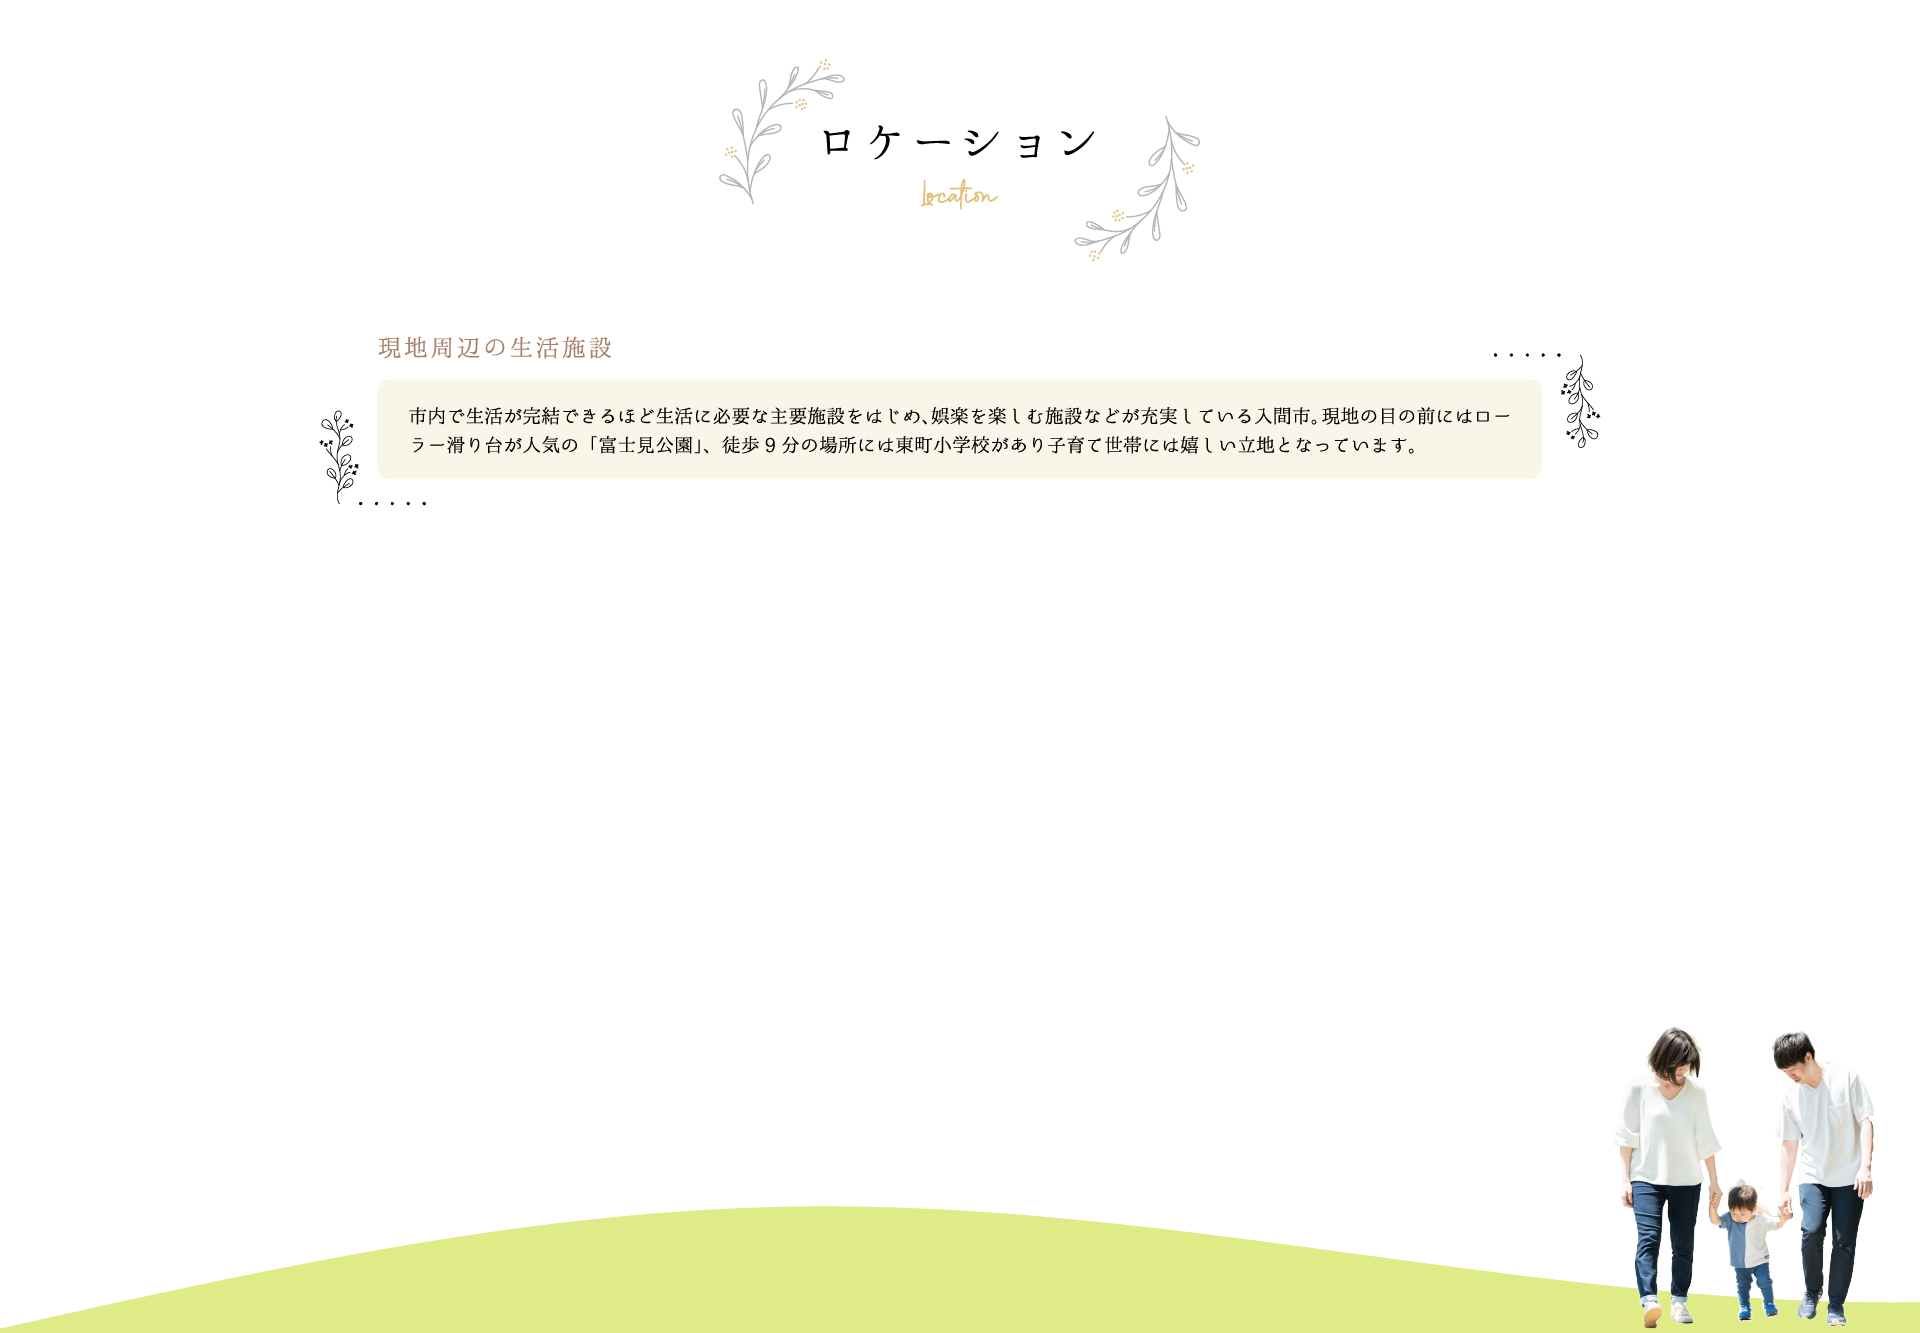 ロケーション
Location
現地周辺の生活施設
市内で生活が完結できるほど生活に必要な主要施設をはじめ、娯楽を楽しむ施設などが充実している入間市。現地の目の前にはロー
ラー滑り台が人気の「富士見公園」、徒歩９分の場所には東町小学校があり子育て世帯には嬉しい立地となっています。